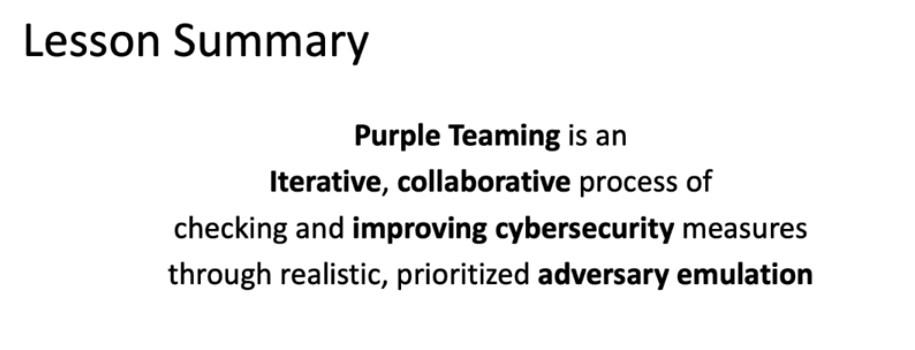 Lesson Summary
Purple Teaming is an
Iterative, collaborative process of
checking and improving cybersecurity measures
through realistic, prioritized adversary emulation